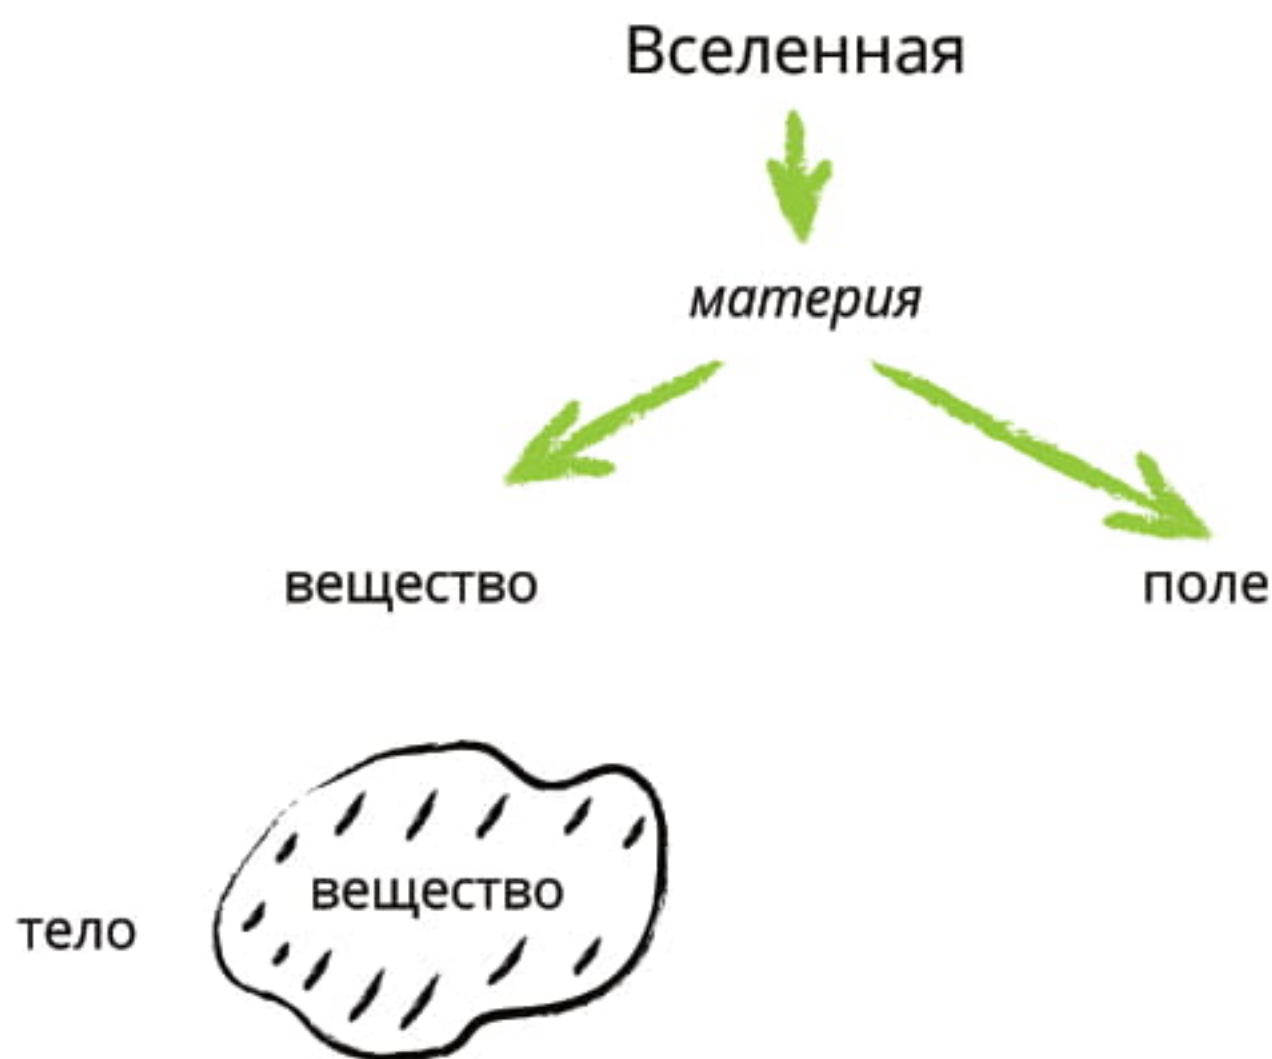 Вселенная
материя
вещество
поле
вещество
тело